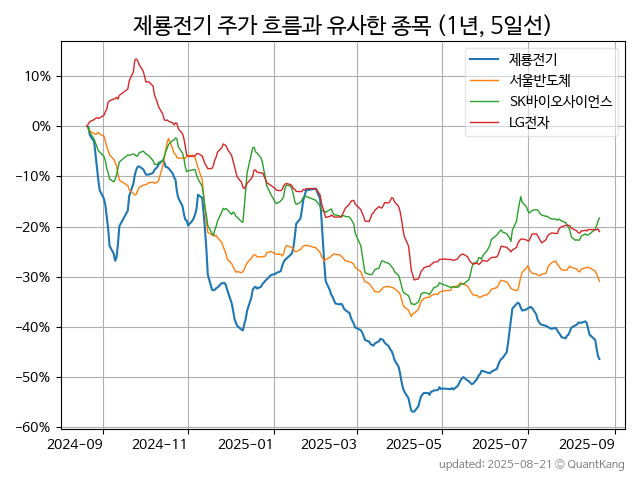 제룡전기 주가 흐름과 유사한 종목 (1년, 5일선)
제룡전기
서울반도체
SK바이오사이언스
LG전자
10%
0%
−10%
−20%
−30%
−40%
−50%
−60%
2024-09 2024-11 2025-01 2025-03 2025-05 2025-07 2025-09
updated: 2025-08-21 © QuantKang